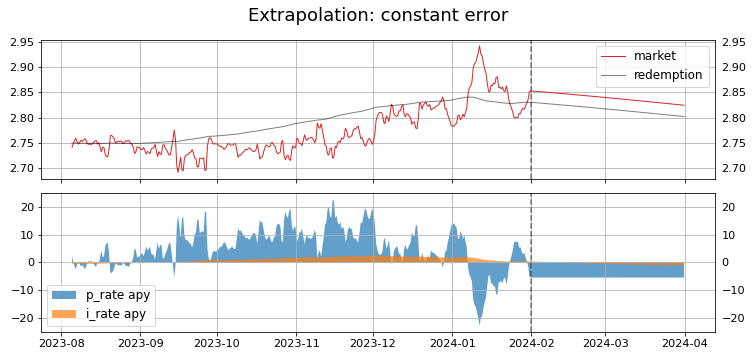 Extrapolation: constant error
2.95 2.95
2.90 2.90
2.85 2.85
2.80 2.80
2.75 2.75
2.70 2.70
market
redemption
20 20
10 10
0 0
−10 −10
−20 −20
p_rate apy
i_rate apy
2023-08 2023-09 2023-10 2023-11 2023-12 2024-01 2024-02 2024-03 2024-04